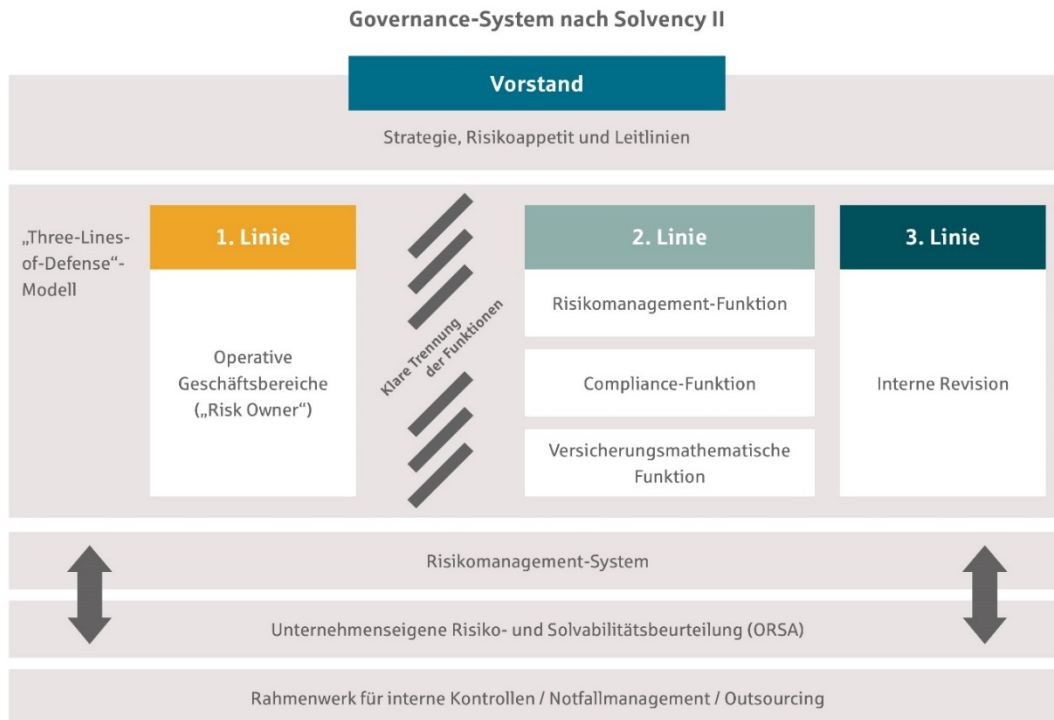 Governance-System nach Solvency II
Vorstand
Strategie, Risikoappetit und Leitlinien
„Three-Lines-
of-Defense“-
Modell
1. Linie
Operative
Geschäftsbereiche
(„Risk Owner“)
Klare Trennung
der Funktionen
2. Linie
Risikomanagement-Funktion
Compliance-Funktion
Versicherungsmathematische
Funktion
3. Linie
Interne Revision
Risikomanagement-System
Unternehmenseigene Risiko- und Solvabilitätsbeurteilung (ORSA)
Rahmenwerk für interne Kontrollen / Notfallmanagement / Outsourcing